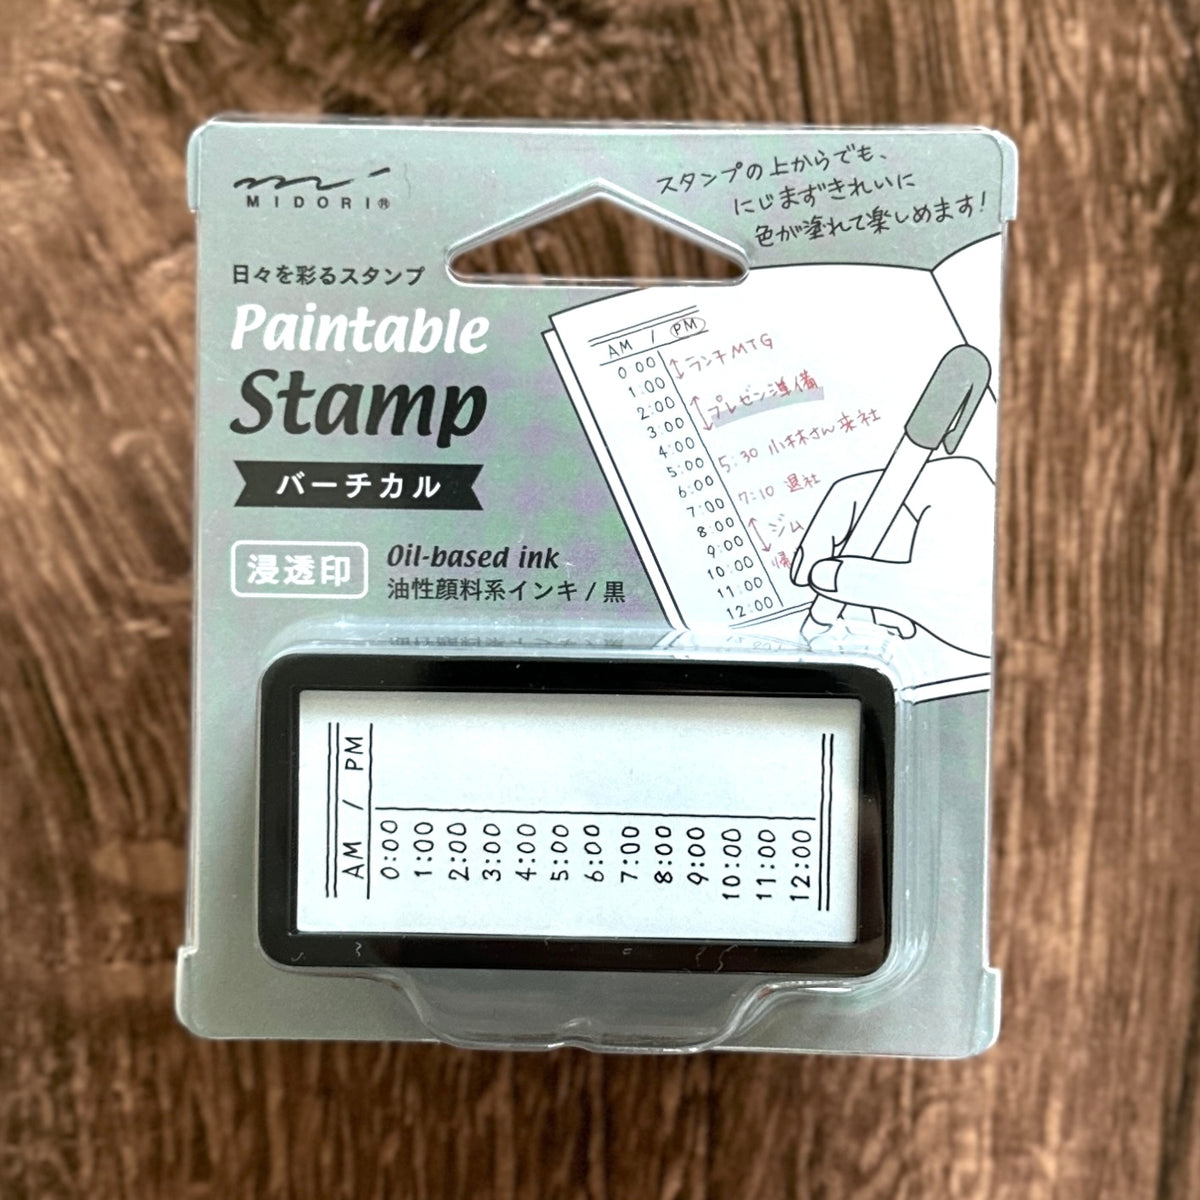 MIDORI®
スタンプの上からでも、
にじまずきれいに
色が塗れて楽しめます!
日々を彩るスタンプ
Paintable
Stamp
バーチカル
浸透印
Oil-based ink
油性顔料系インキ / 黒
AM / PM
0:00 ランチMTG
1:00
2:00 プレゼン準備
3:00
4:00
5:00 5:30 小林さん来社
6:00
7:00 7:10 退社
8:00 ジム
9:00
10:00 帰
11:00
12:00
AM / PM
0:00
1:00
2:00
3:00
4:00
5:00
6:00
7:00
8:00
9:00
10:00
11:00
12:00